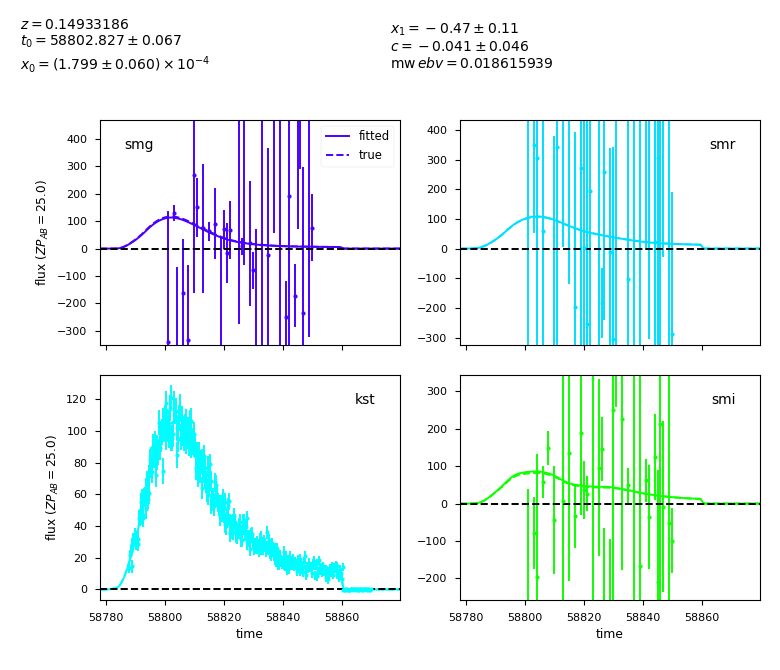 z = 0.14933186
t₀ = 58802.827 ± 0.067
x₀ = (1.799 ± 0.060) × 10⁻⁴
x₁ = −0.47 ± 0.11
c = −0.041 ± 0.046
mw ebv = 0.018615939
smg
fitted
true
400
300
200
100
0
−100
−200
−300
flux (ZP_AB = 25.0)
smr
400
300
200
100
0
−100
−200
−300
kst
120
100
80
60
40
20
0
flux (ZP_AB = 25.0)
58780 58800 58820 58840 58860
time
smi
300
200
100
0
−100
−200
58780 58800 58820 58840 58860
time